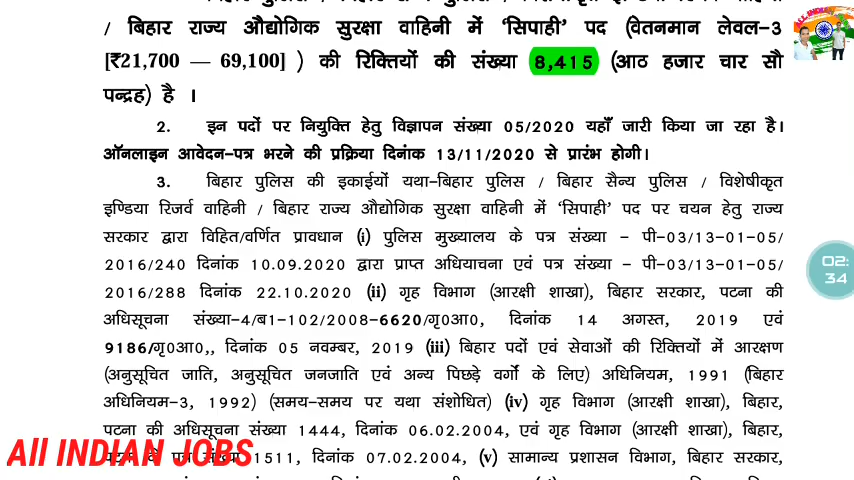 / बिहार राज्य औद्योगिक सुरक्षा वाहिनी में ‘सिपाही’ पद (वेतनमान लेवल–3
[₹21,700 — 69,100] ) की रिक्तियों की संख्या 8,415 (आठ हजार चार सौ
पन्द्रह) है ।
2. इन पदों पर नियुक्ति हेतु विज्ञापन संख्या 05/2020 यहाँ जारी किया जा रहा है।
ऑनलाइन आवेदन–पत्र भरने की प्रक्रिया दिनांक 13/11/2020 से प्रारंभ होगी।
3. बिहार पुलिस की इकाईयों यथा–बिहार पुलिस / बिहार सैन्य पुलिस / विशेषीकृत
इण्डिया रिजर्व वाहिनी / बिहार राज्य औद्योगिक सुरक्षा वाहिनी में ‘सिपाही’ पद पर चयन हेतु राज्य
सरकार द्वारा विहित/वर्णित प्रावधान (i) पुलिस मुख्यालय के पत्र संख्या – पी–03/13–01–05/
2016/240 दिनांक 10.09.2020 द्वारा प्राप्त अधियाचना एवं पत्र संख्या – पी–03/13–01–05/
2016/288 दिनांक 22.10.2020 (ii) गृह विभाग (आरक्षी शाखा), बिहार सरकार, पटना की
अधिसूचना संख्या–4/ब1–102/2008–6620/गृ0आ0, दिनांक 14 अगस्त, 2019 एवं
9186/गृ0आ0,, दिनांक 05 नवम्बर, 2019 (iii) बिहार पदों एवं सेवाओं की रिक्तियों में आरक्षण
(अनुसूचित जाति, अनुसूचित जनजाति एवं अन्य पिछड़े वर्गो के लिए) अधिनियम, 1991 (बिहार
अधिनियम–3, 1992) (समय–समय पर यथा संशोधित) (iv) गृह विभाग (आरक्षी शाखा), बिहार,
पटना की अधिसूचना संख्या 1444, दिनांक 06.02.2004, एवं गृह विभाग (आरक्षी शाखा), बिहार,
1511, दिनांक 07.02.2004, (v) सामान्य प्रशासन विभाग, बिहार सरकार,
All INDIAN JOBS
02:
34